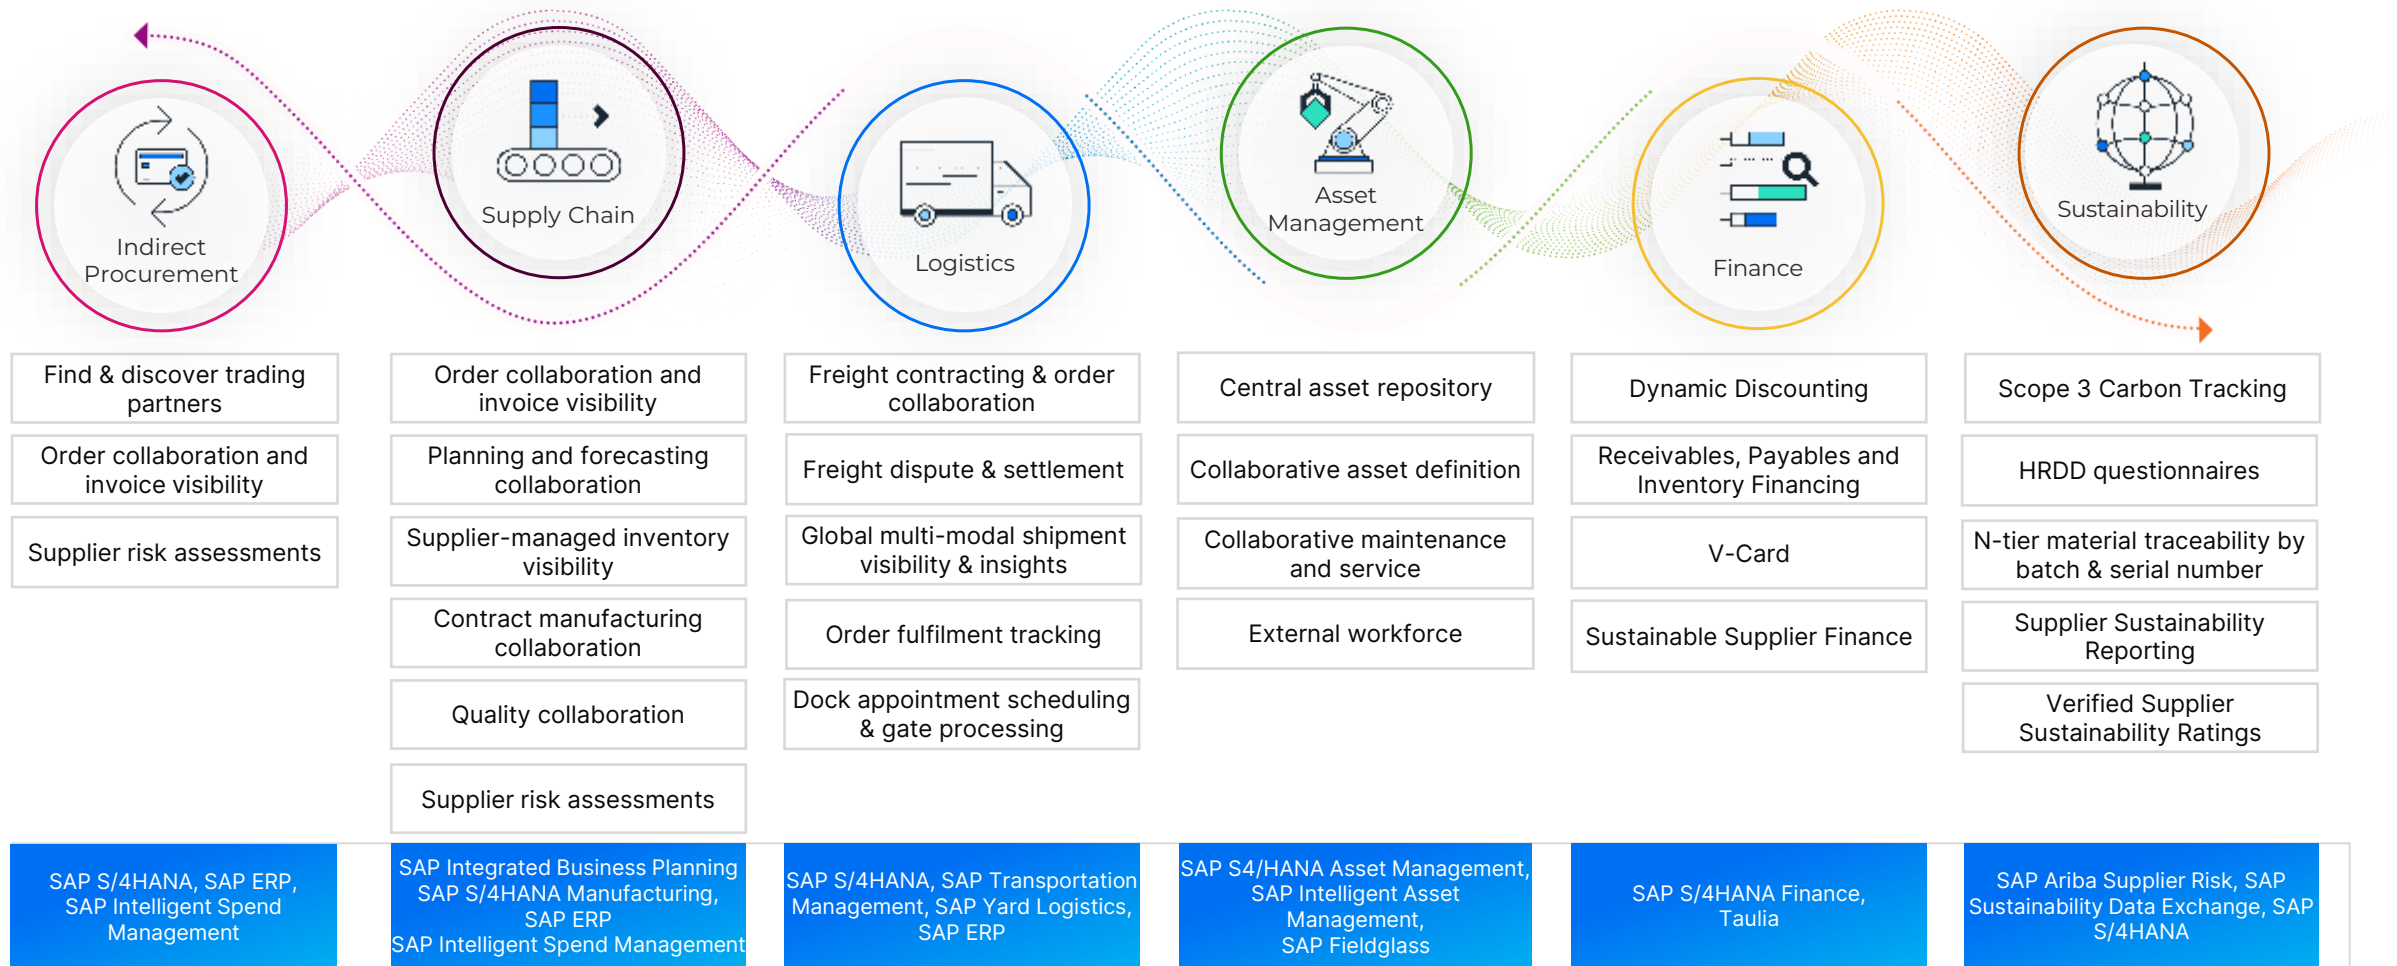 Indirect
Procurement
Supply Chain
Logistics
Asset
Management
Finance
Sustainability
Find & discover trading
partners
Order collaboration and
invoice visibility
Supplier risk assessments
Order collaboration and
invoice visibility
Planning and forecasting
collaboration
Supplier-managed inventory
visibility
Contract manufacturing
collaboration
Quality collaboration
Supplier risk assessments
Freight contracting & order
collaboration
Freight dispute & settlement
Global multi-modal shipment
visibility & insights
Order fulfilment tracking
Dock appointment scheduling
& gate processing
Central asset repository
Collaborative asset definition
Collaborative maintenance
and service
External workforce
Dynamic Discounting
Receivables, Payables and
Inventory Financing
V-Card
Sustainable Supplier Finance
Scope 3 Carbon Tracking
HRDD questionnaires
N-tier material traceability by
batch & serial number
Supplier Sustainability
Reporting
Verified Supplier
Sustainability Ratings
SAP S/4HANA, SAP ERP,
SAP Intelligent Spend
Management
SAP Integrated Business Planning
SAP S/4HANA Manufacturing,
SAP ERP
SAP Intelligent Spend Management
SAP S/4HANA, SAP Transportation
Management, SAP Yard Logistics,
SAP ERP
SAP S4/HANA Asset Management,
SAP Intelligent Asset
Management,
SAP Fieldglass
SAP S/4HANA Finance,
Taulia
SAP Ariba Supplier Risk, SAP
Sustainability Data Exchange, SAP
S/4HANA